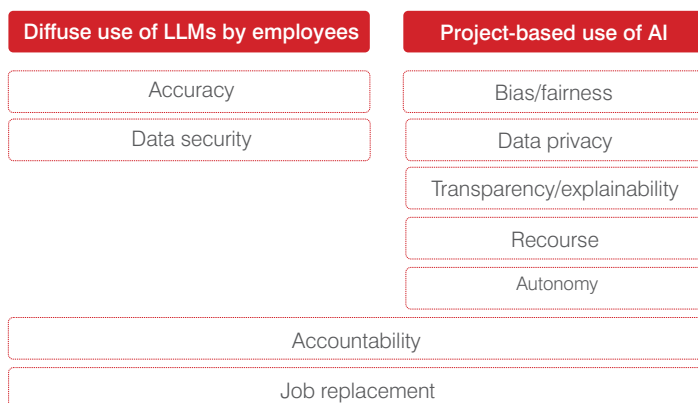 Diffuse use of LLMs by employees
Project-based use of AI
Accuracy
Bias/fairness
Data security
Data privacy
Transparency/explainability
Recourse
Autonomy
Accountability
Job replacement